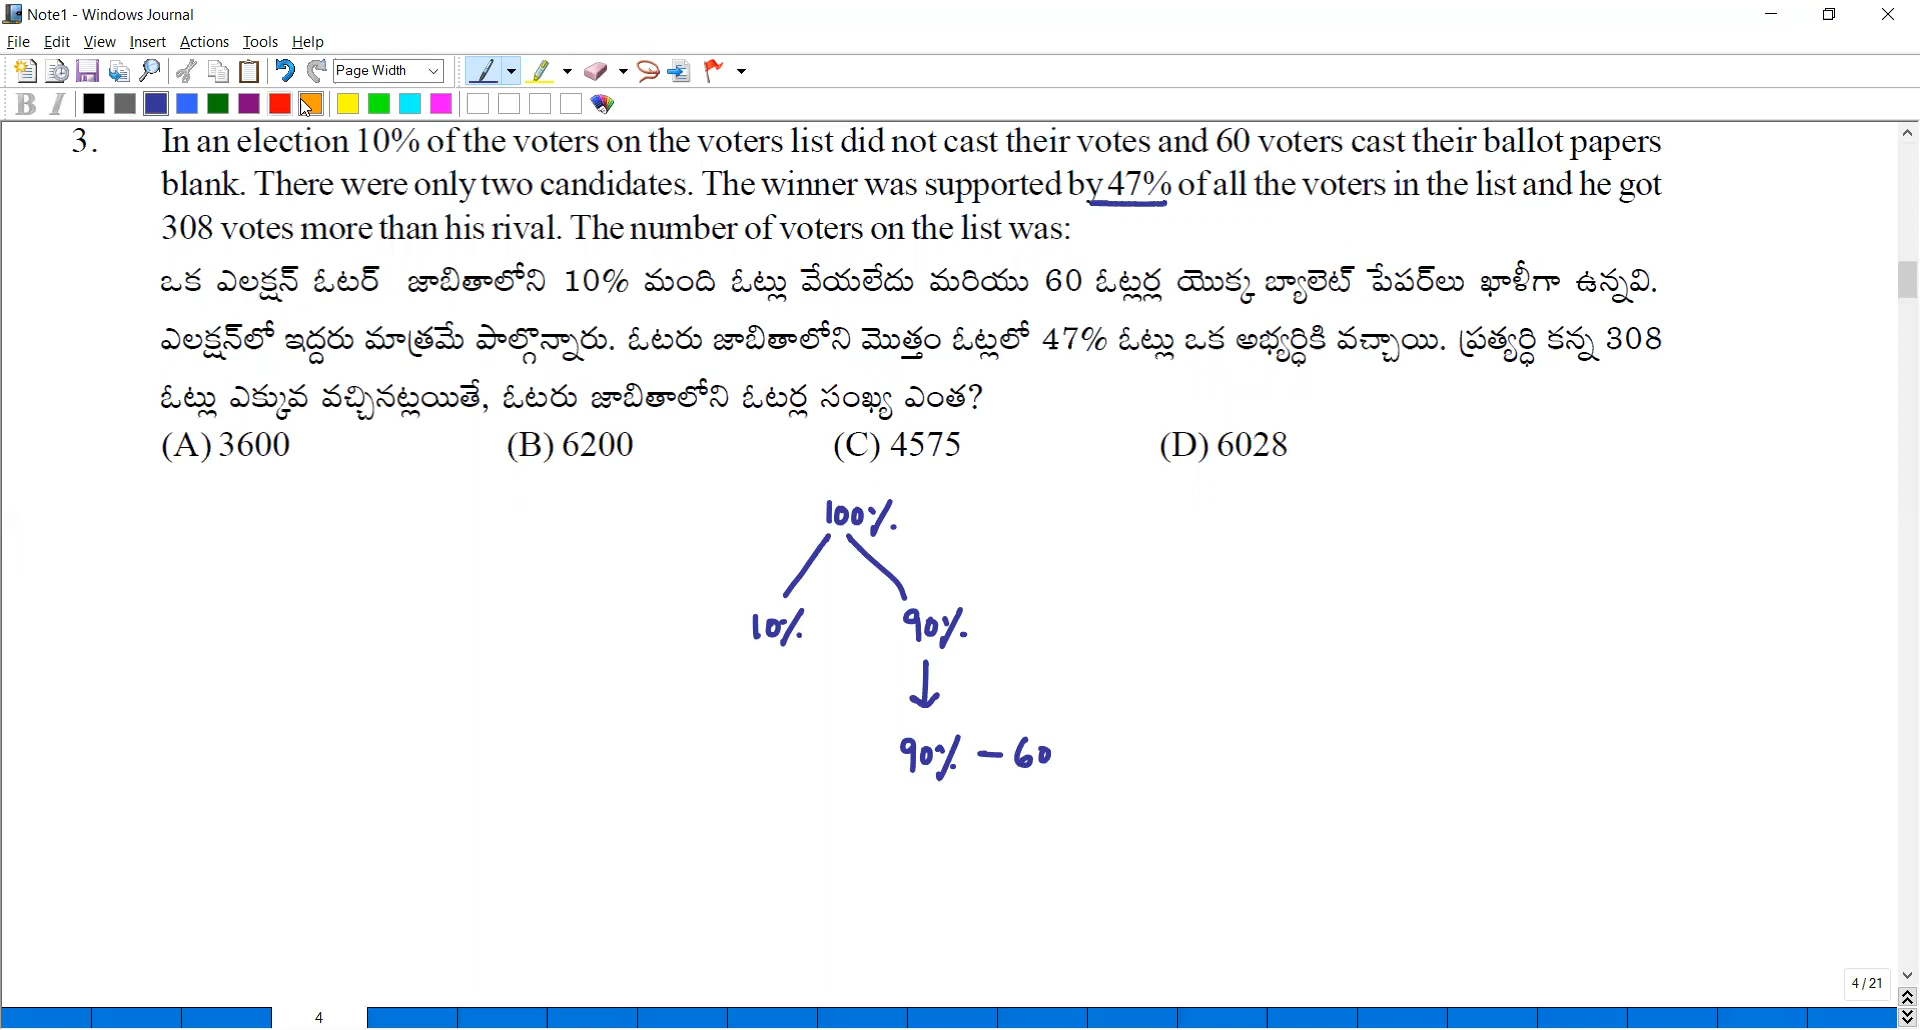 Note1 - Windows Journal
File Edit View Insert Actions Tools Help
Page Width
B I
3. In an election 10% of the voters on the voters list did not cast their votes and 60 voters cast their ballot papers
blank. There were only two candidates. The winner was supported by 47% of all the voters in the list and he got
308 votes more than his rival. The number of voters on the list was:
ఒక ఎలక్షన్ ఓటర్ జాబితాలోని 10% మంది ఓట్లు వేయలేదు మరియు 60 ఓట్లర్ల యొక్క బ్యాలెట్ పేపర్‌లు ఖాళీగా ఉన్నవి.
ఎలక్షన్‌లో ఇద్దరు మాత్రమే పాల్గొన్నారు. ఓటరు జాబితాలోని మొత్తం ఓట్లలో 47% ఓట్లు ఒక అభ్యర్ధికి వచ్చాయి. ప్రత్యర్ధి కన్న 308
ఓట్లు ఎక్కువ వచ్చినట్లయితే, ఓటరు జాబితాలోని ఓటర్ల సంఖ్య ఎంత?
(A) 3600 (B) 6200 (C) 4575 (D) 6028
100%
10% 90%
90% - 60
4 / 21
4